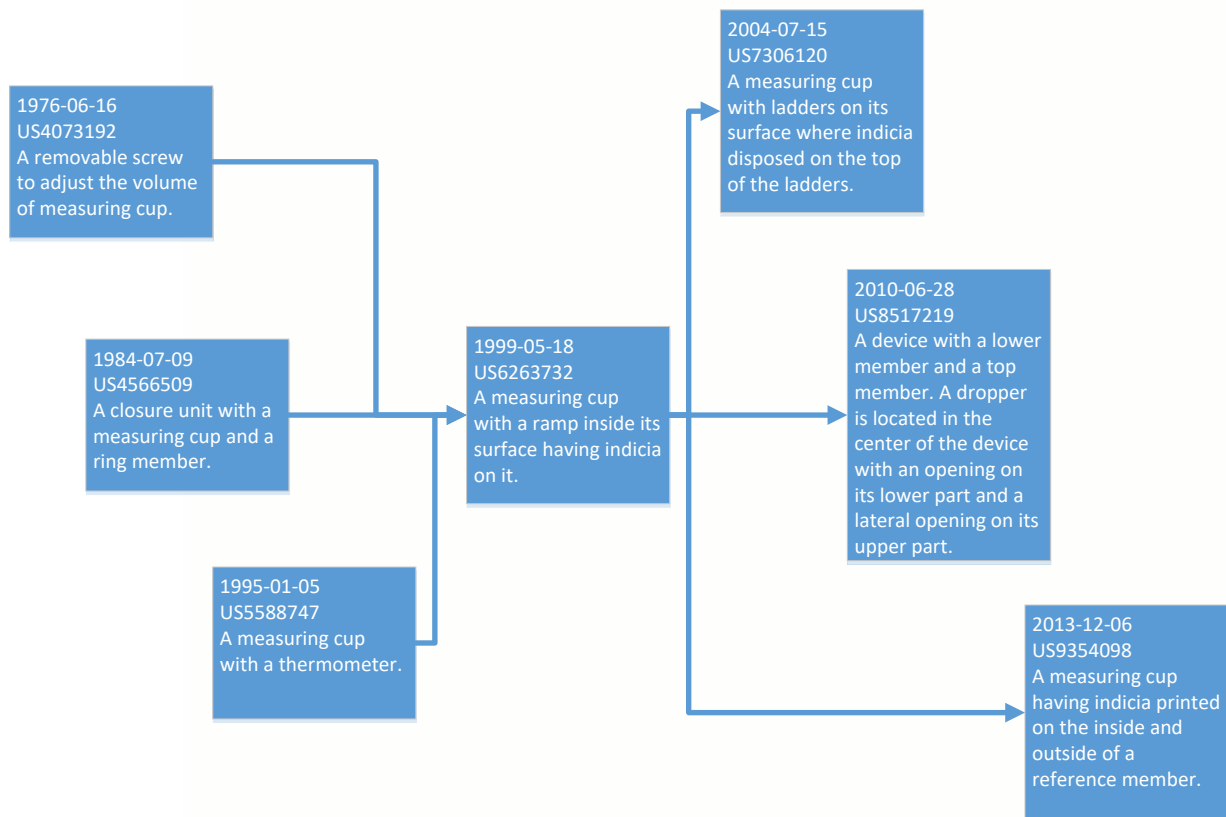 1976-06-16
US4073192
A removable screw
to adjust the volume
of measuring cup.
1984-07-09
US4566509
A closure unit with a
measuring cup and a
ring member.
1995-01-05
US5588747
A measuring cup
with a thermometer.
1999-05-18
US6263732
A measuring cup
with a ramp inside its
surface having indicia
on it.
2004-07-15
US7306120
A measuring cup
with ladders on its
surface where indicia
disposed on the top
of the ladders.
2010-06-28
US8517219
A device with a lower
member and a top
member. A dropper
is located in the
center of the device
with an opening on
its lower part and a
lateral opening on its
upper part.
2013-12-06
US9354098
A measuring cup
having indicia printed
on the inside and
outside of a
reference member.